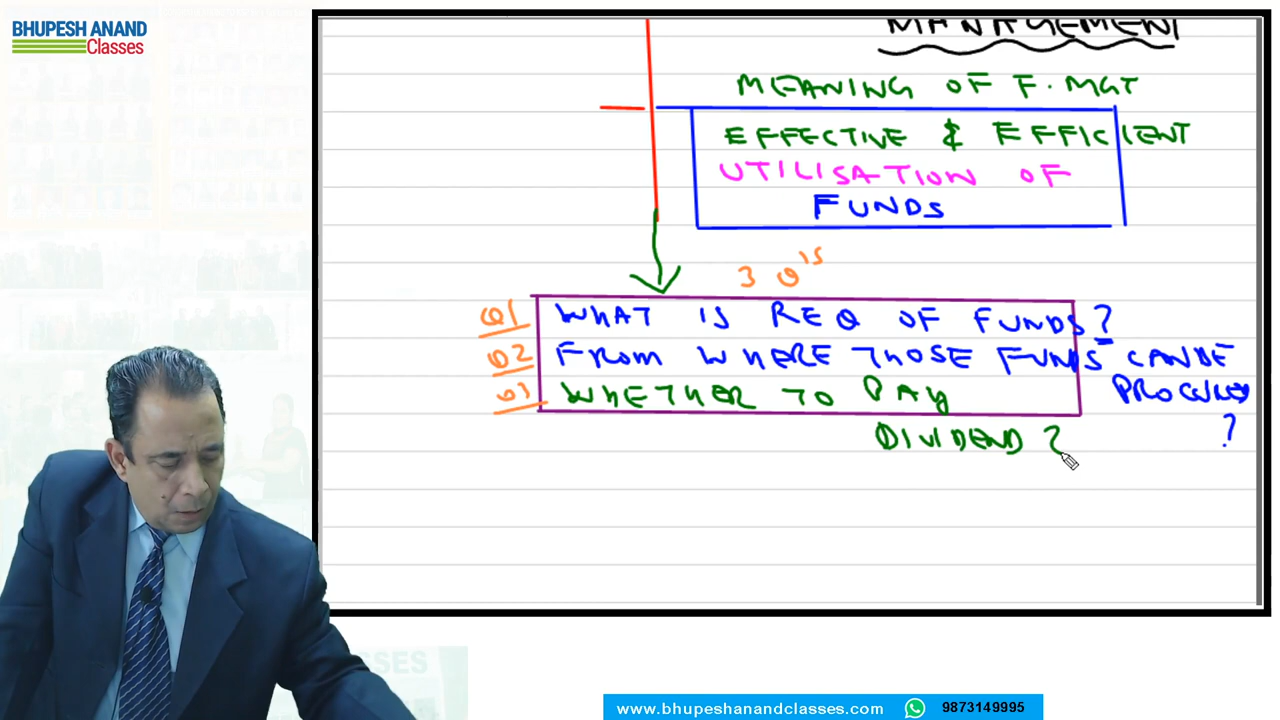 BHUPESH ANAND
Classes
MANAGEMENT
MEANING OF F. MGT
EFFECTIVE & EFFICIENT
UTILISATION OF
FUNDS
3 Q'S
Q1 WHAT IS REQ OF FUNDS?
Q2 FROM WHERE THOSE FUNDS CAN BE PROCURED ?
Q3 WHETHER TO PAY
DIVIDEND ?
www.bhupeshanandclasses.com 9873149995